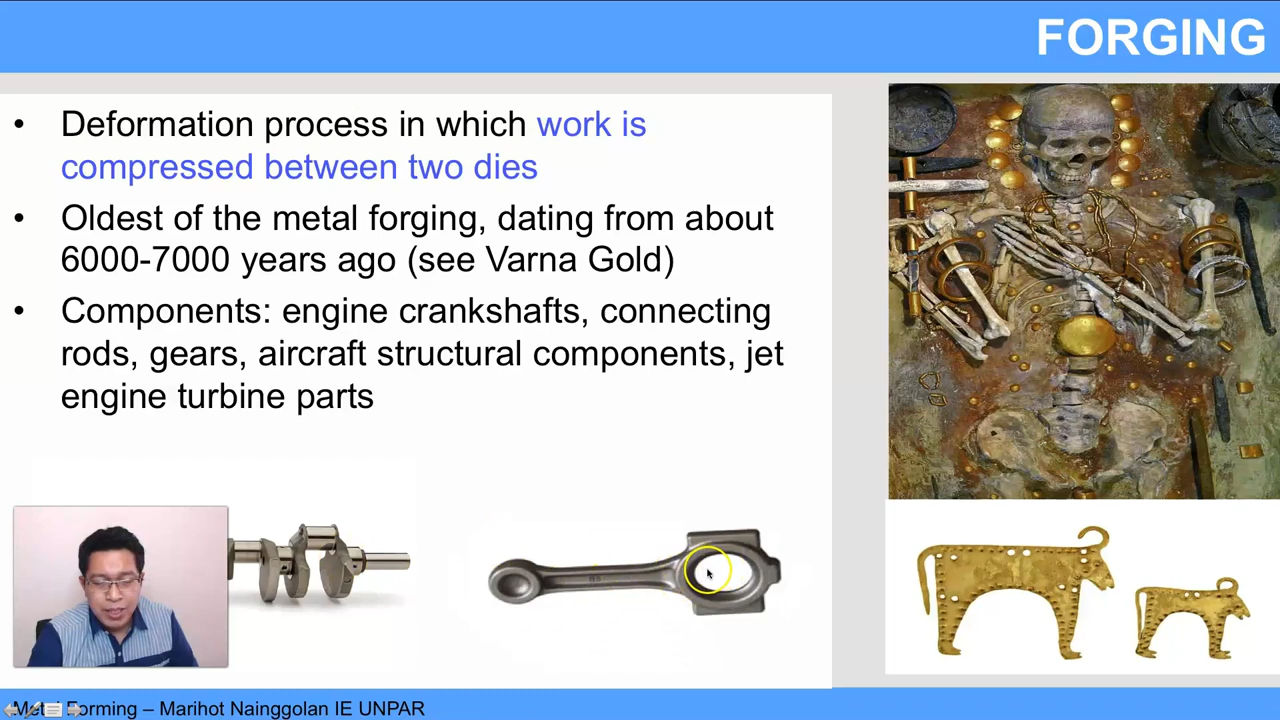 FORGING
• Deformation process in which work is
compressed between two dies
• Oldest of the metal forging, dating from about
6000-7000 years ago (see Varna Gold)
• Components: engine crankshafts, connecting
rods, gears, aircraft structural components, jet
engine turbine parts
Metal Forming – Marihot Nainggolan IE UNPAR